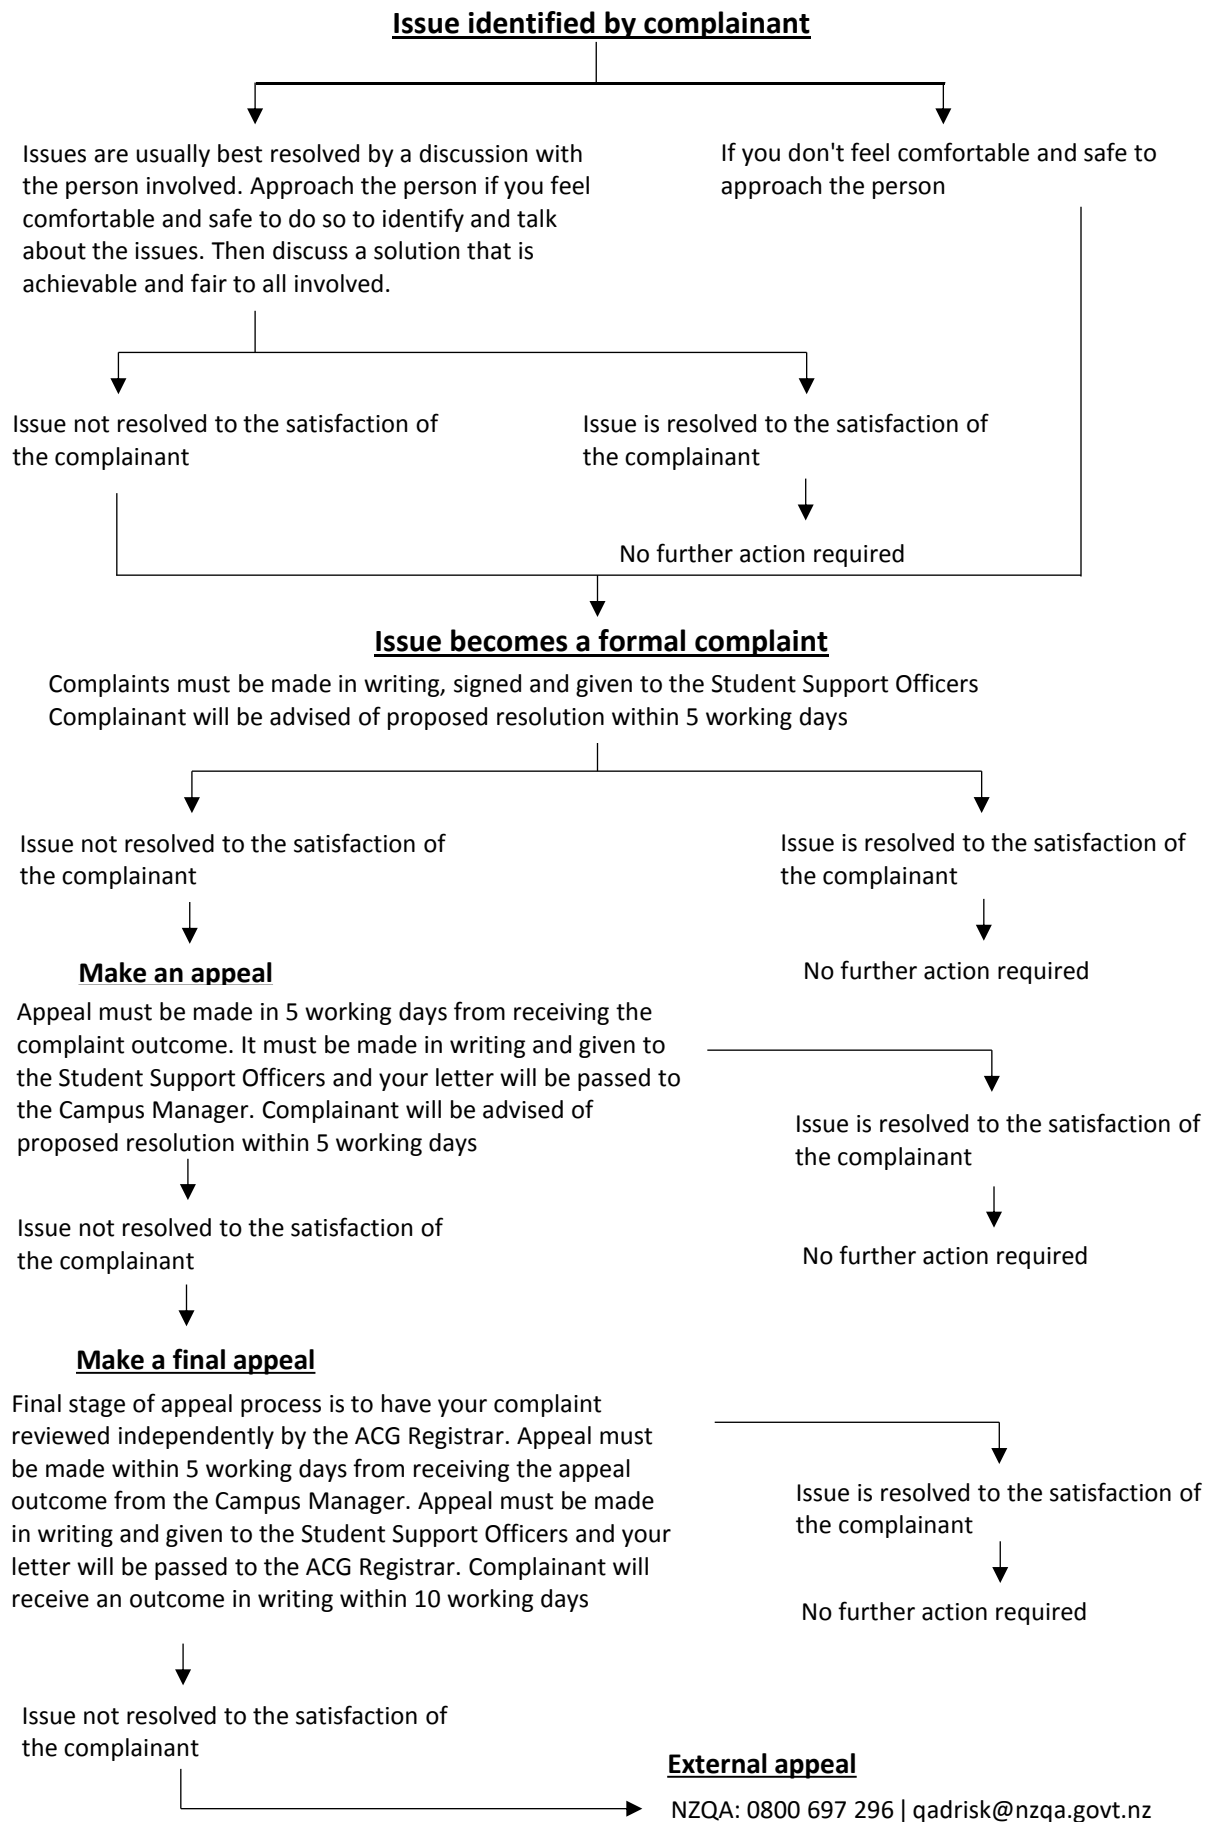 Issue identified by complainant
Issues are usually best resolved by a discussion with
the person involved. Approach the person if you feel
comfortable and safe to do so to identify and talk
about the issues. Then discuss a solution that is
achievable and fair to all involved.
If you don't feel comfortable and safe to
approach the person
Issue not resolved to the satisfaction of
the complainant
Issue is resolved to the satisfaction of
the complainant
No further action required
Issue becomes a formal complaint
Complaints must be made in writing, signed and given to the Student Support Officers
Complainant will be advised of proposed resolution within 5 working days
Issue not resolved to the satisfaction of
the complainant
Issue is resolved to the satisfaction of
the complainant
No further action required
Make an appeal
Appeal must be made in 5 working days from receiving the
complaint outcome. It must be made in writing and given to
the Student Support Officers and your letter will be passed to
the Campus Manager. Complainant will be advised of
proposed resolution within 5 working days
Issue is resolved to the satisfaction of
the complainant
No further action required
Issue not resolved to the satisfaction of
the complainant
Make a final appeal
Final stage of appeal process is to have your complaint
reviewed independently by the ACG Registrar. Appeal must
be made within 5 working days from receiving the appeal
outcome from the Campus Manager. Appeal must be made
in writing and given to the Student Support Officers and your
letter will be passed to the ACG Registrar. Complainant will
receive an outcome in writing within 10 working days
Issue is resolved to the satisfaction of
the complainant
No further action required
Issue not resolved to the satisfaction of
the complainant
External appeal
NZQA: 0800 697 296 | qadrisk@nzqa.govt.nz